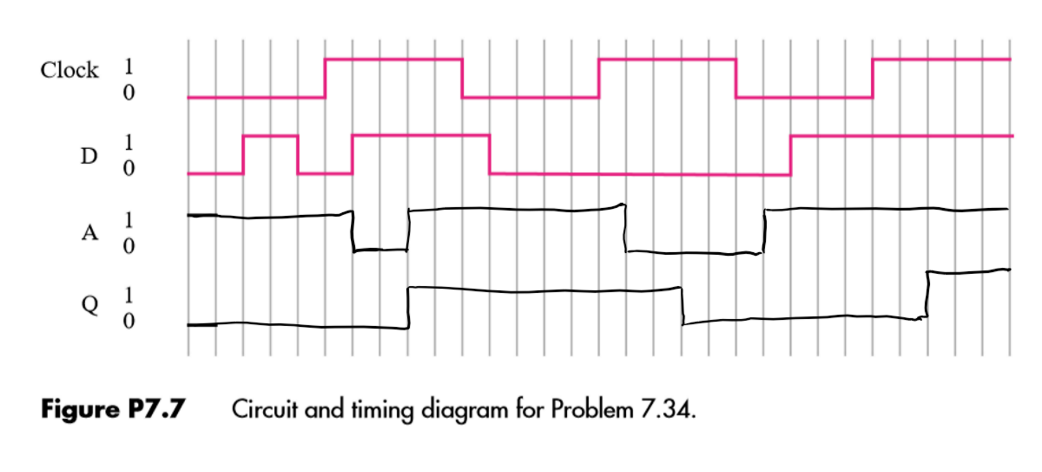 Clock 1
0
D 1
0
A 1
0
Q 1
0
Figure P7.7 Circuit and timing diagram for Problem 7.34.